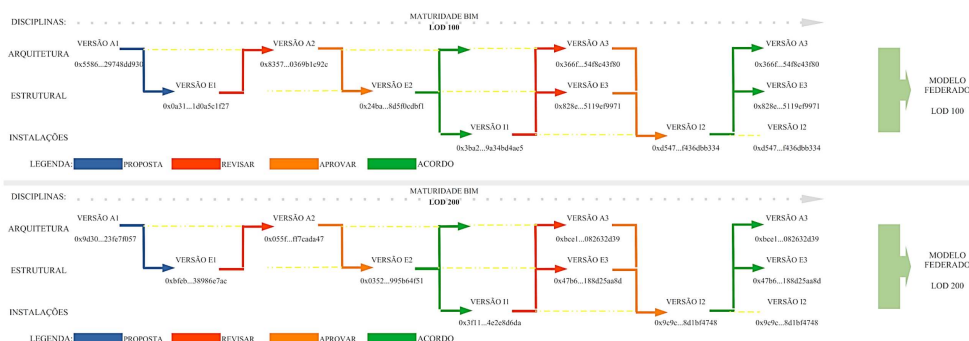 DISCIPLINAS:
MATURIDADE BIM
LOD 100
ARQUITETURA
VERSÃO A1
0x5586...29748dd930
VERSÃO A2
0x8357...0369b1c92c
VERSÃO A3
0x366f...54f8c43f80
VERSÃO A3
0x366f...54f8c43f80
ESTRUTURAL
VERSÃO E1
0x0a31...1d0a5c1f27
VERSÃO E2
0x24ba...8d5f0cdbf1
VERSÃO E3
0x828e...5119cf9971
VERSÃO E3
0x828e...5119cf9971
INSTALAÇÕES
VERSÃO I1
0x3ba2...9a34bd4ae5
VERSÃO I2
0xd547...f436dbb334
VERSÃO I2
0xd547...f436dbb334
MODELO
FEDERADO
LOD 100
LEGENDA: PROPOSTA REVISAR APROVAR ACORDO
DISCIPLINAS:
MATURIDADE BIM
LOD 200
ARQUITETURA
VERSÃO A1
0x9d30...23fe7f057
VERSÃO A2
0x055f...ff7cada47
VERSÃO A3
0xbce1...082632d39
VERSÃO A3
0xbce1...082632d39
ESTRUTURAL
VERSÃO E1
0xbfeb...38986e7ac
VERSÃO E2
0x0352...995b64f51
VERSÃO E3
0x47b6...188d25aa8d
VERSÃO E3
0x47b6...188d25aa8d
INSTALAÇÕES
VERSÃO I1
0x3f11...4e2e8d6da
VERSÃO I2
0x9c9c...8d1bf4748
VERSÃO I2
0x9c9c...8d1bf4748
MODELO
FEDERADO
LOD 200
LEGENDA: PROPOSTA REVISAR APROVAR ACORDO